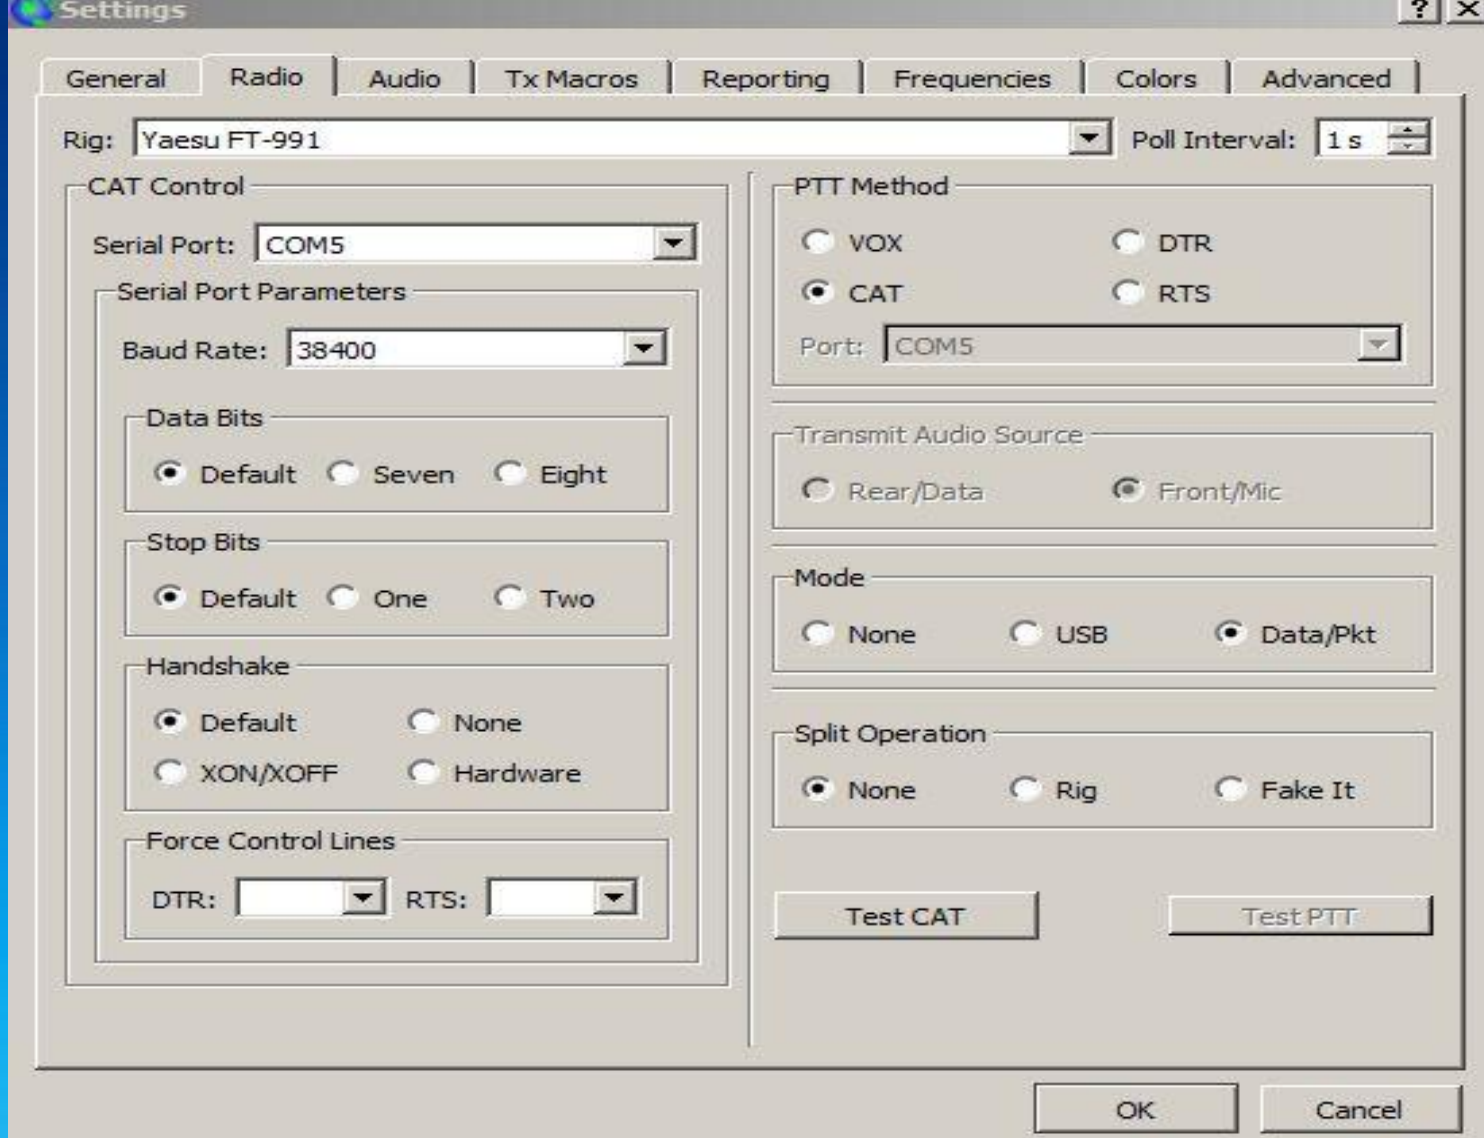 Settings
General Radio Audio Tx Macros Reporting Frequencies Colors Advanced
Rig: Yaesu FT-991 Poll Interval: 1 s
CAT Control
Serial Port: COM5
Serial Port Parameters
Baud Rate: 38400
Data Bits
Default Seven Eight
Stop Bits
Default One Two
Handshake
Default None
XON/XOFF Hardware
Force Control Lines
DTR: RTS:
PTT Method
VOX DTR
CAT RTS
Port: COM5
Transmit Audio Source
Rear/Data Front/Mic
Mode
None USB Data/Pkt
Split Operation
None Rig Fake It
Test CAT Test PTT
OK Cancel